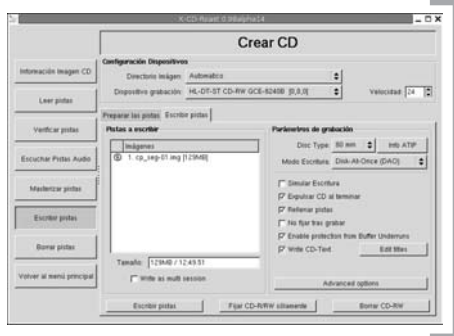 X-CD-Roast 0.98alpha14
Crear CD
Información Imagen CD
Leer pistas
Verificar pistas
Escuchar Pistas Audio
Masterizar pistas
Escribir pistas
Borrar pistas
Volver al menú principal
Configuración Dispositivos
Directorio Imágen: Automático
Dispositivo grabación: HL-DT-ST CD-RW GCE-8240B [0,0,0] Velocidad: 24
Preparar las pistas Escribir pistas
Pistas a escribir
Imágenes
1. cp_seg-01.img [129MB]
Tamaño: 129MB / 12:49.51
Write as multi session
Parámetros de grabación
Disc Type: 80 min Info ATIP
Modo Escritura: Disk-At-Once (DAO)
Simular Escritura
Expulsar CD al terminar
Rellenar pistas
No fijar tras grabar
Enable protection from Buffer Underruns
Write CD-Text Edit titles
Advanced options
Escribir pistas Fijar CD-R/RW sólamente Borrar CD-RW